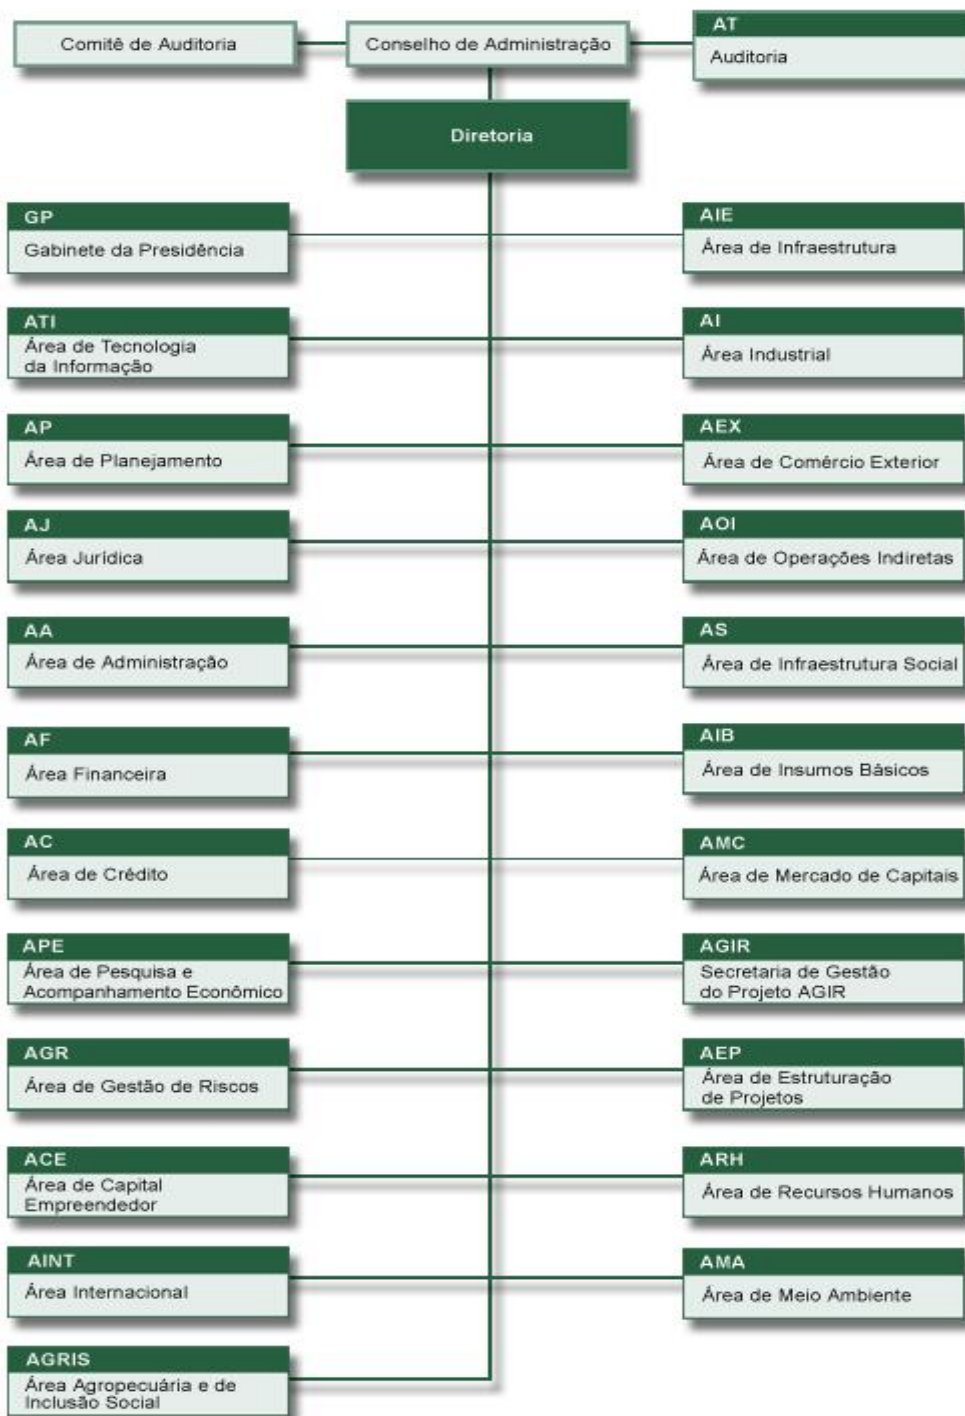 Comitê de Auditoria
Conselho de Administração
AT
Auditoria
Diretoria
GP
Gabinete da Presidência
AIE
Área de Infraestrutura
ATI
Área de Tecnologia
da Informação
AI
Área Industrial
AP
Área de Planejamento
AEX
Área de Comércio Exterior
AJ
Área Jurídica
AOI
Área de Operações Indiretas
AA
Área de Administração
AS
Área de Infraestrutura Social
AF
Área Financeira
AIB
Área de Insumos Básicos
AC
Área de Crédito
AMC
Área de Mercado de Capitais
APE
Área de Pesquisa e
Acompanhamento Econômico
AGIR
Secretaria de Gestão
do Projeto AGIR
AGR
Área de Gestão de Riscos
AEP
Área de Estruturação
de Projetos
ACE
Área de Capital
Empreendedor
ARH
Área de Recursos Humanos
AINT
Área Internacional
AMA
Área de Meio Ambiente
AGRIS
Área Agropecuária e de
Inclusão Social